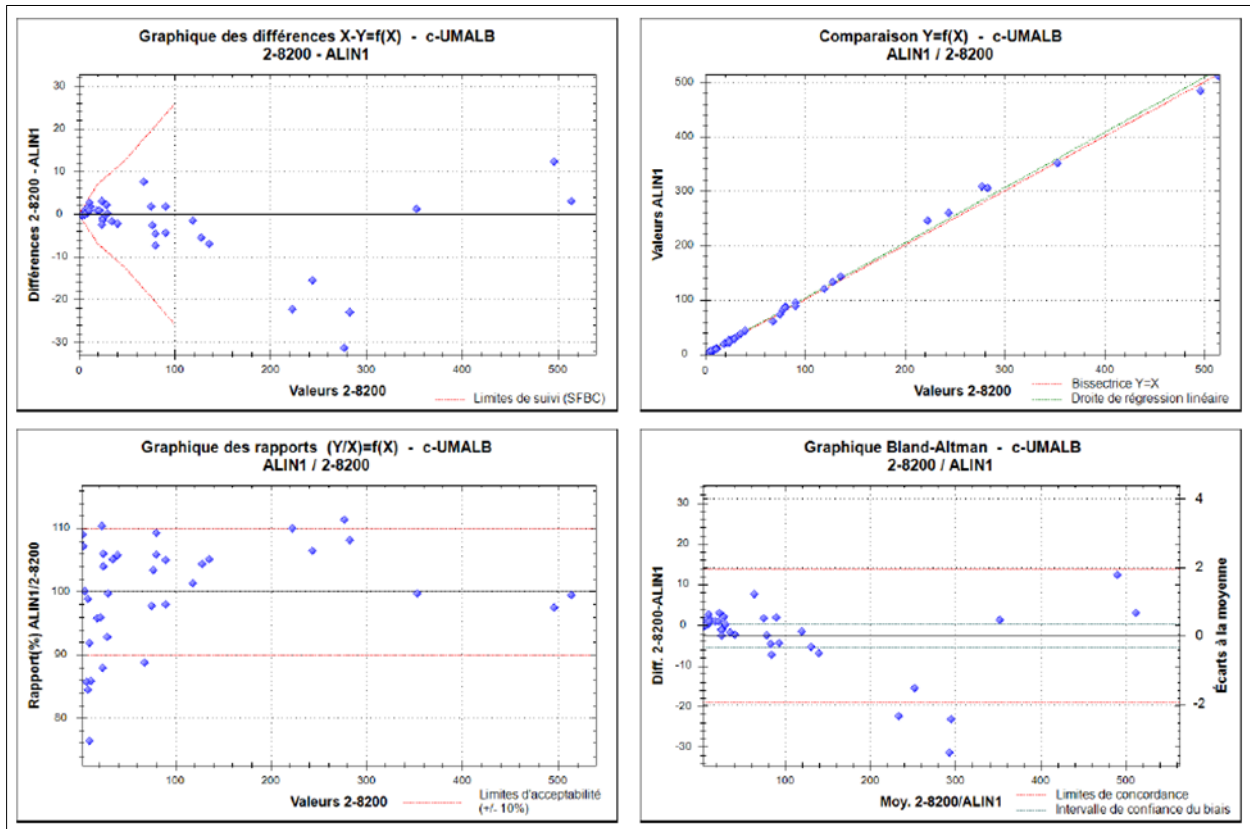 Graphique des différences X-Y=f(X) - c-UMALB
2-8200 - ALIN1
Différences 2-8200 - ALIN1
30
20
10
0
-10
-20
-30
0
100
200
300
400
500
Valeurs 2-8200
Limites de suivi (SFBC)
Comparaison Y=f(X) - c-UMALB
ALIN1 / 2-8200
Valeurs ALIN1
500
400
300
200
100
0
0
100
200
300
400
500
Valeurs 2-8200
Bissectrice Y=X
Droite de régression linéaire
Graphique des rapports (Y/X)=f(X) - c-UMALB
ALIN1 / 2-8200
Rapport(%) ALIN1/2-8200
110
100
90
80
100
200
300
400
500
Valeurs 2-8200
Limites d'acceptabilité
(+/- 10%)
Graphique Bland-Altman - c-UMALB
2-8200 / ALIN1
Diff. 2-8200-ALIN1
30
20
10
0
-10
-20
-30
100
200
300
400
500
4
2
0
-2
Écarts à la moyenne
Moy. 2-8200/ALIN1
Limites de concordance
Intervalle de confiance du biais